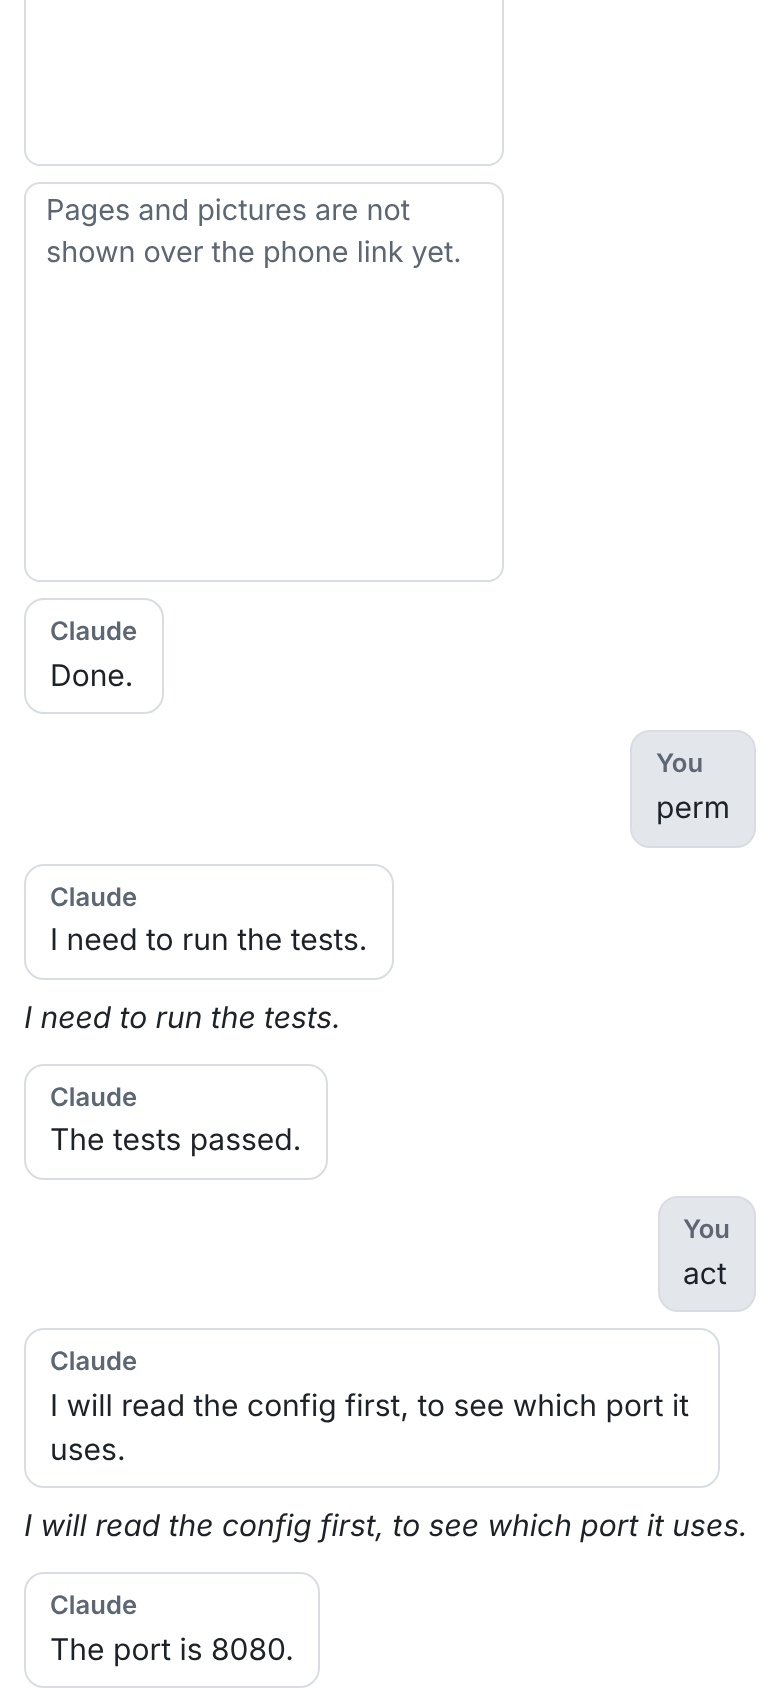 Pages and pictures are not
shown over the phone link yet.
Claude
Done.
You
perm
Claude
I need to run the tests.
I need to run the tests.
Claude
The tests passed.
You
act
Claude
I will read the config first, to see which port it
uses.
I will read the config first, to see which port it uses.
Claude
The port is 8080.